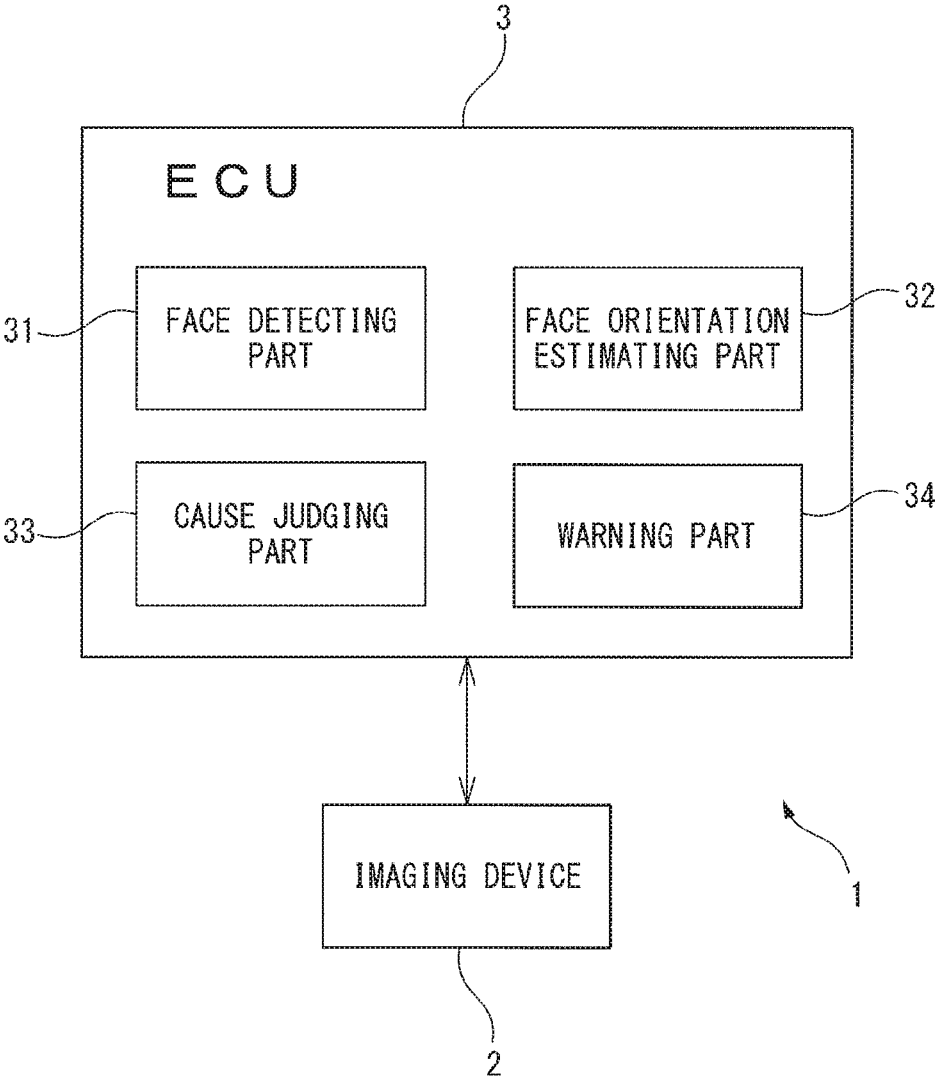 3
ECU
31
FACE DETECTING
PART
32
FACE ORIENTATION
ESTIMATING PART
33
CAUSE JUDGING
PART
34
WARNING PART
IMAGING DEVICE
1
2